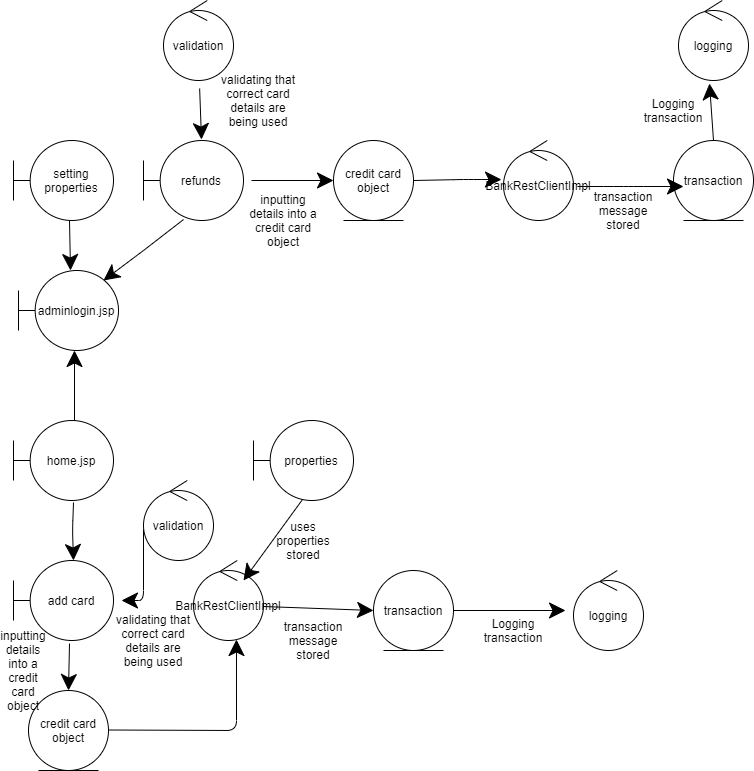 validation
logging
validating that
correct card
details are
being used
Logging
transaction
setting
properties
refunds
credit card
object
BankRestClientImpl
transaction
inputting
details into a
credit card
object
transaction
message
stored
adminlogin.jsp
home.jsp
properties
validation
uses
properties
stored
add card
BankRestClientImpl
transaction
logging
validating that
correct card
details are
being used
transaction
message
stored
Logging
transaction
inputting
details
into a
credit
card
object
credit card
object